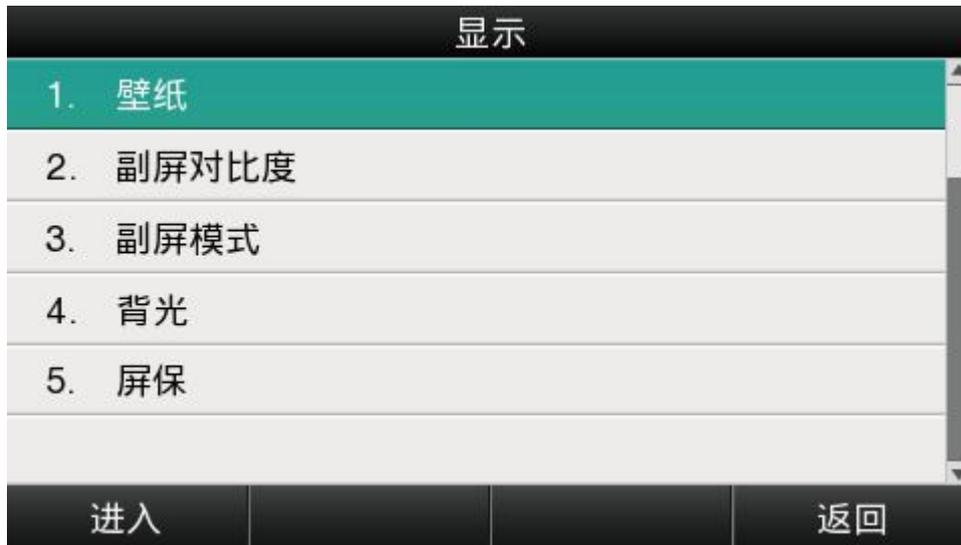 显示
1. 壁纸
2. 副屏对比度
3. 副屏模式
4. 背光
5. 屏保
进入 返回